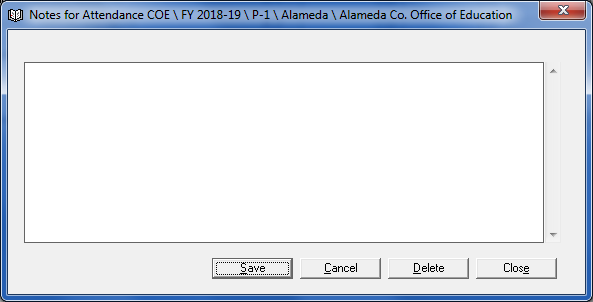 Notes for Attendance COE \ FY 2018-19 \ P-1 \ Alameda \ Alameda Co. Office of Education
Save Cancel Delete Close